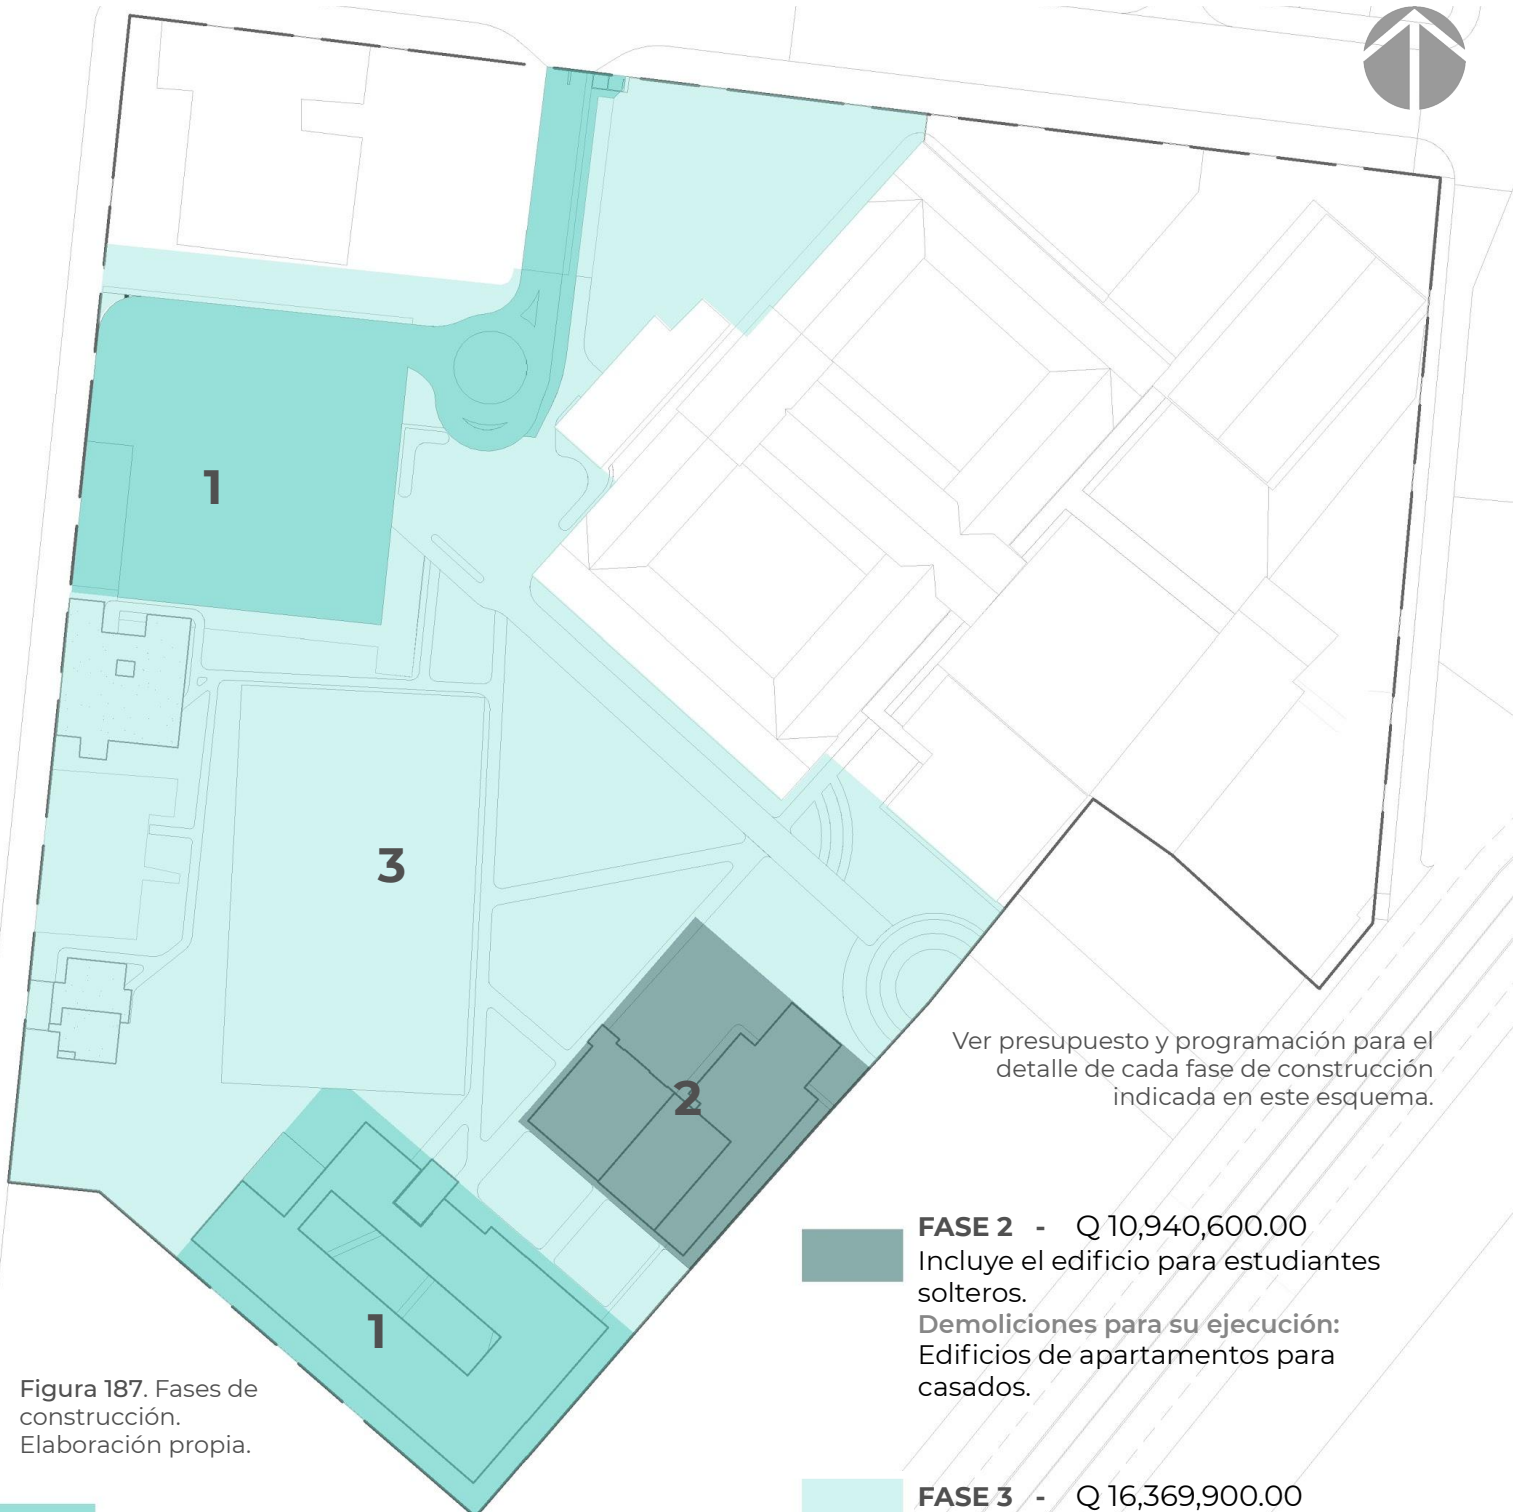 1
3
2
1
Ver presupuesto y programación para el
detalle de cada fase de construcción
indicada en este esquema.
FASE 2 - Q 10,940,600.00
Incluye el edificio para estudiantes
solteros.
Demoliciones para su ejecución:
Edificios de apartamentos para
casados.
Figura 187. Fases de
construcción.
Elaboración propia.
FASE 3 - Q 16,369,900.00